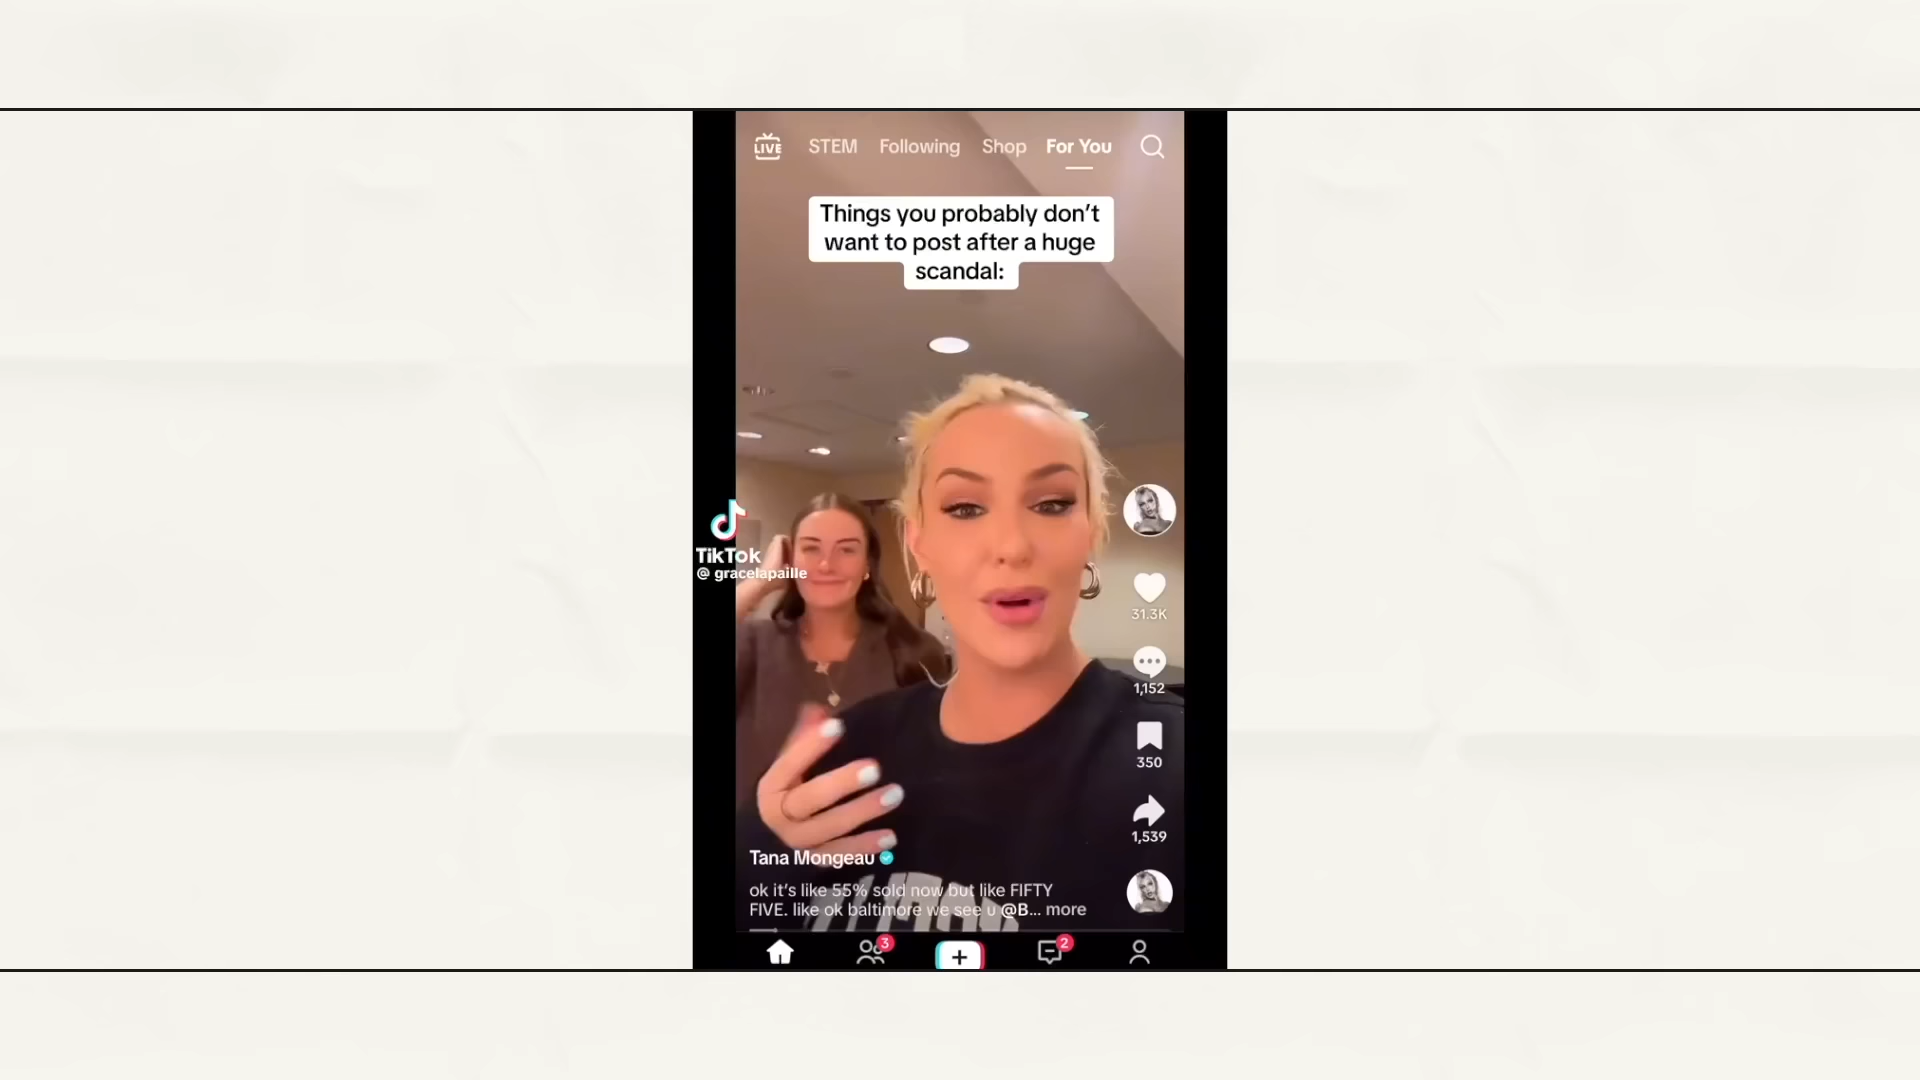 LIVE
STEM Following Shop For You
Things you probably don't
want to post after a huge
scandal:
TikTok
@ gracelapaille
31.3K
1,152
350
1,539
Tana Mongeau
ok it's like 55% sold now but like FIFTY
FIVE. like ok baltimore we see u @B... more
3
2